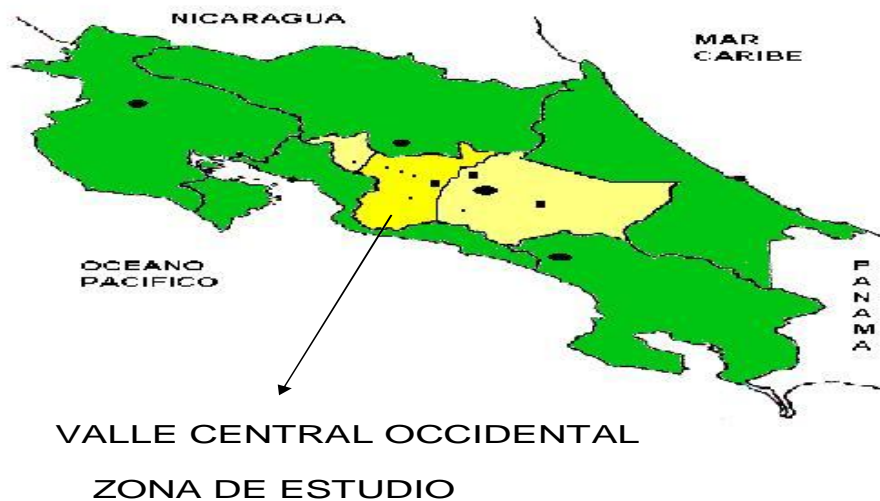 NICARAGUA
MAR
CARIBE
OCEANO
PACIFICO
PANAMA
VALLE CENTRAL OCCIDENTAL
ZONA DE ESTUDIO